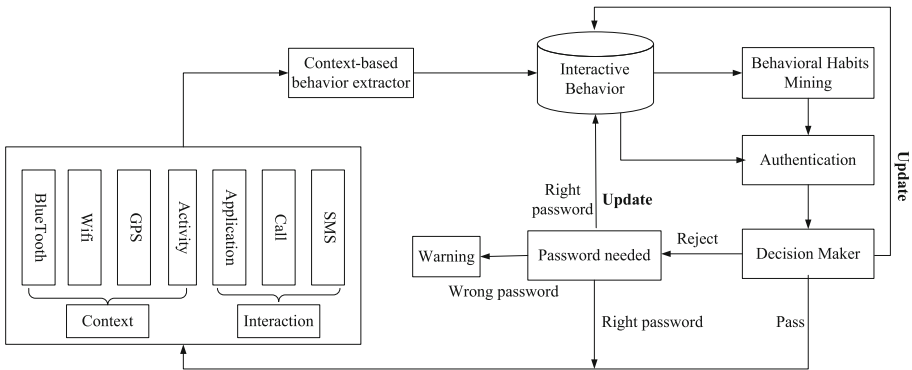 Context-based
behavior extractor
Interactive
Behavior
Behavioral Habits
Mining
Authentication
Update
BlueTooth
Wifi
GPS
Activity
Application
Call
SMS
Right
password
Update
Warning
Password needed
Reject
Decision Maker
Wrong password
Context
Interaction
Right password
Pass